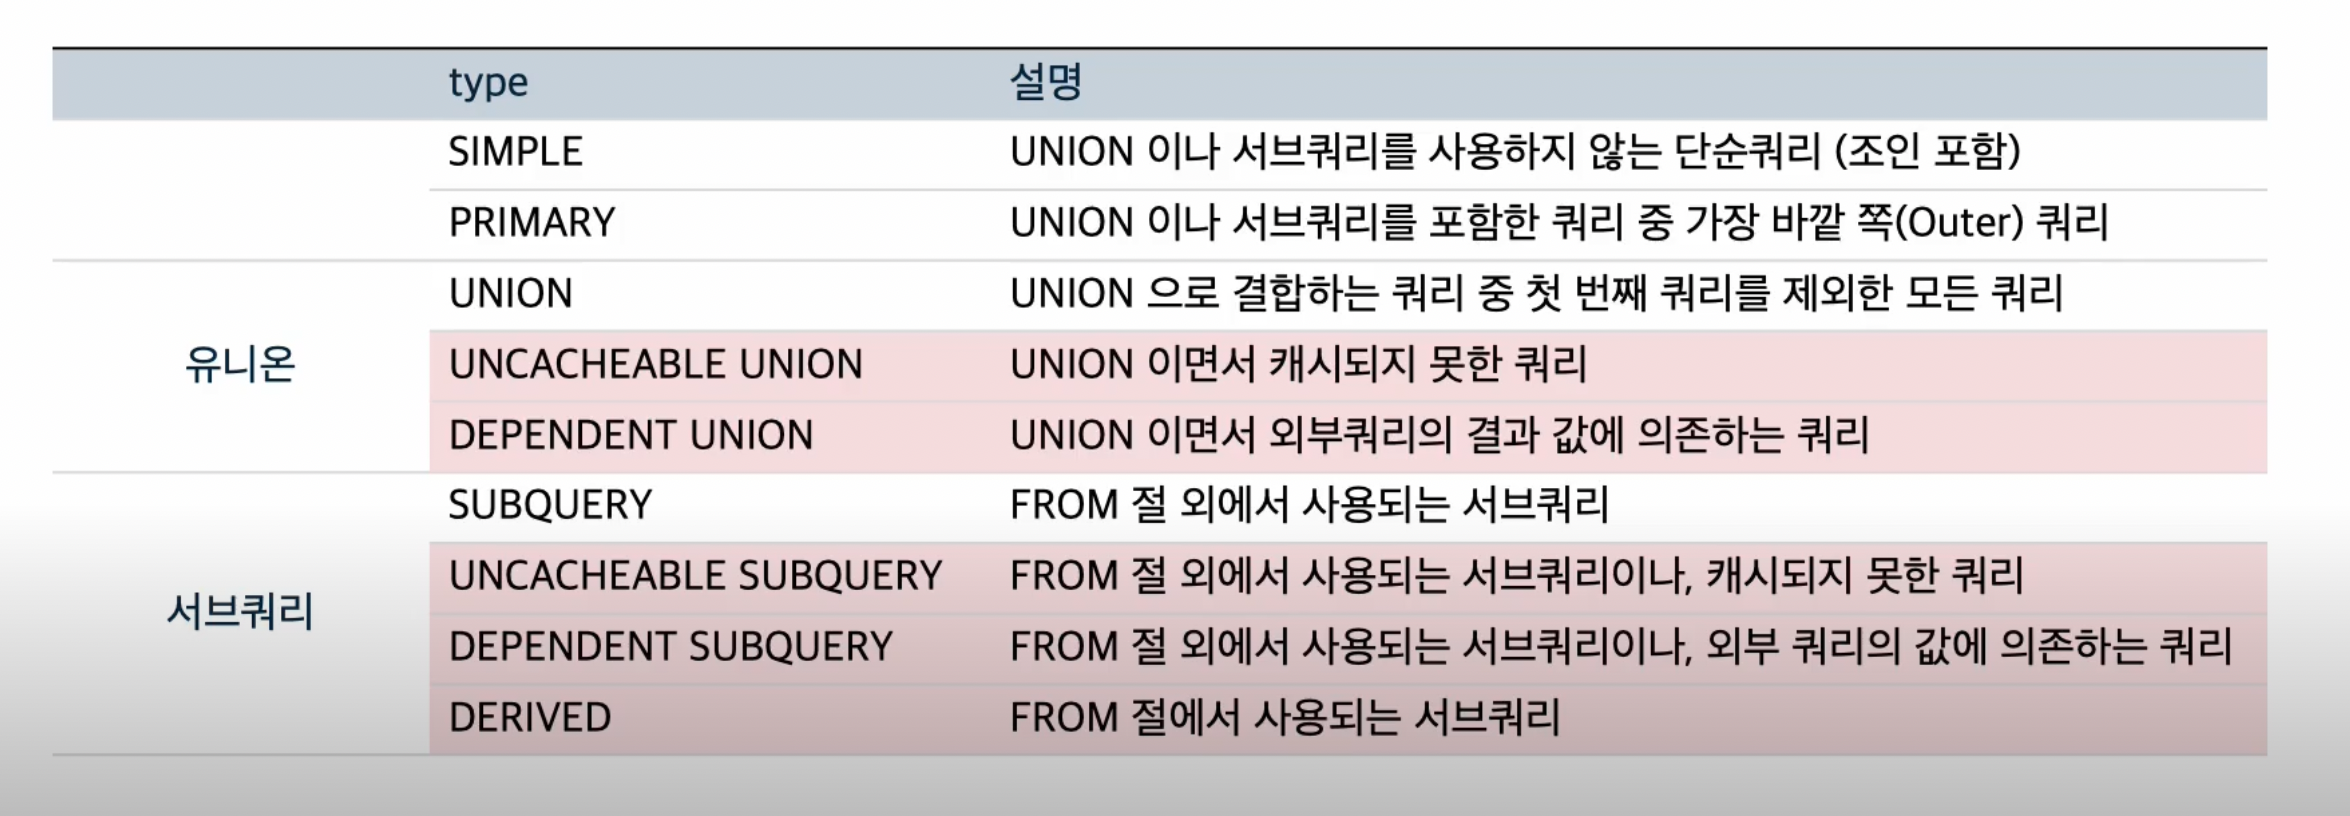 type 설명
SIMPLE UNION 이나 서브쿼리를 사용하지 않는 단순쿼리 (조인 포함)
PRIMARY UNION 이나 서브쿼리를 포함한 쿼리 중 가장 바깥 쪽(Outer) 쿼리
유니온
UNION UNION 으로 결합하는 쿼리 중 첫 번째 쿼리를 제외한 모든 쿼리
UNCACHEABLE UNION UNION 이면서 캐시되지 못한 쿼리
DEPENDENT UNION UNION 이면서 외부쿼리의 결과 값에 의존하는 쿼리
서브쿼리
SUBQUERY FROM 절 외에서 사용되는 서브쿼리
UNCACHEABLE SUBQUERY FROM 절 외에서 사용되는 서브쿼리이나, 캐시되지 못한 쿼리
DEPENDENT SUBQUERY FROM 절 외에서 사용되는 서브쿼리이나, 외부 쿼리의 값에 의존하는 쿼리
DERIVED FROM 절에서 사용되는 서브쿼리